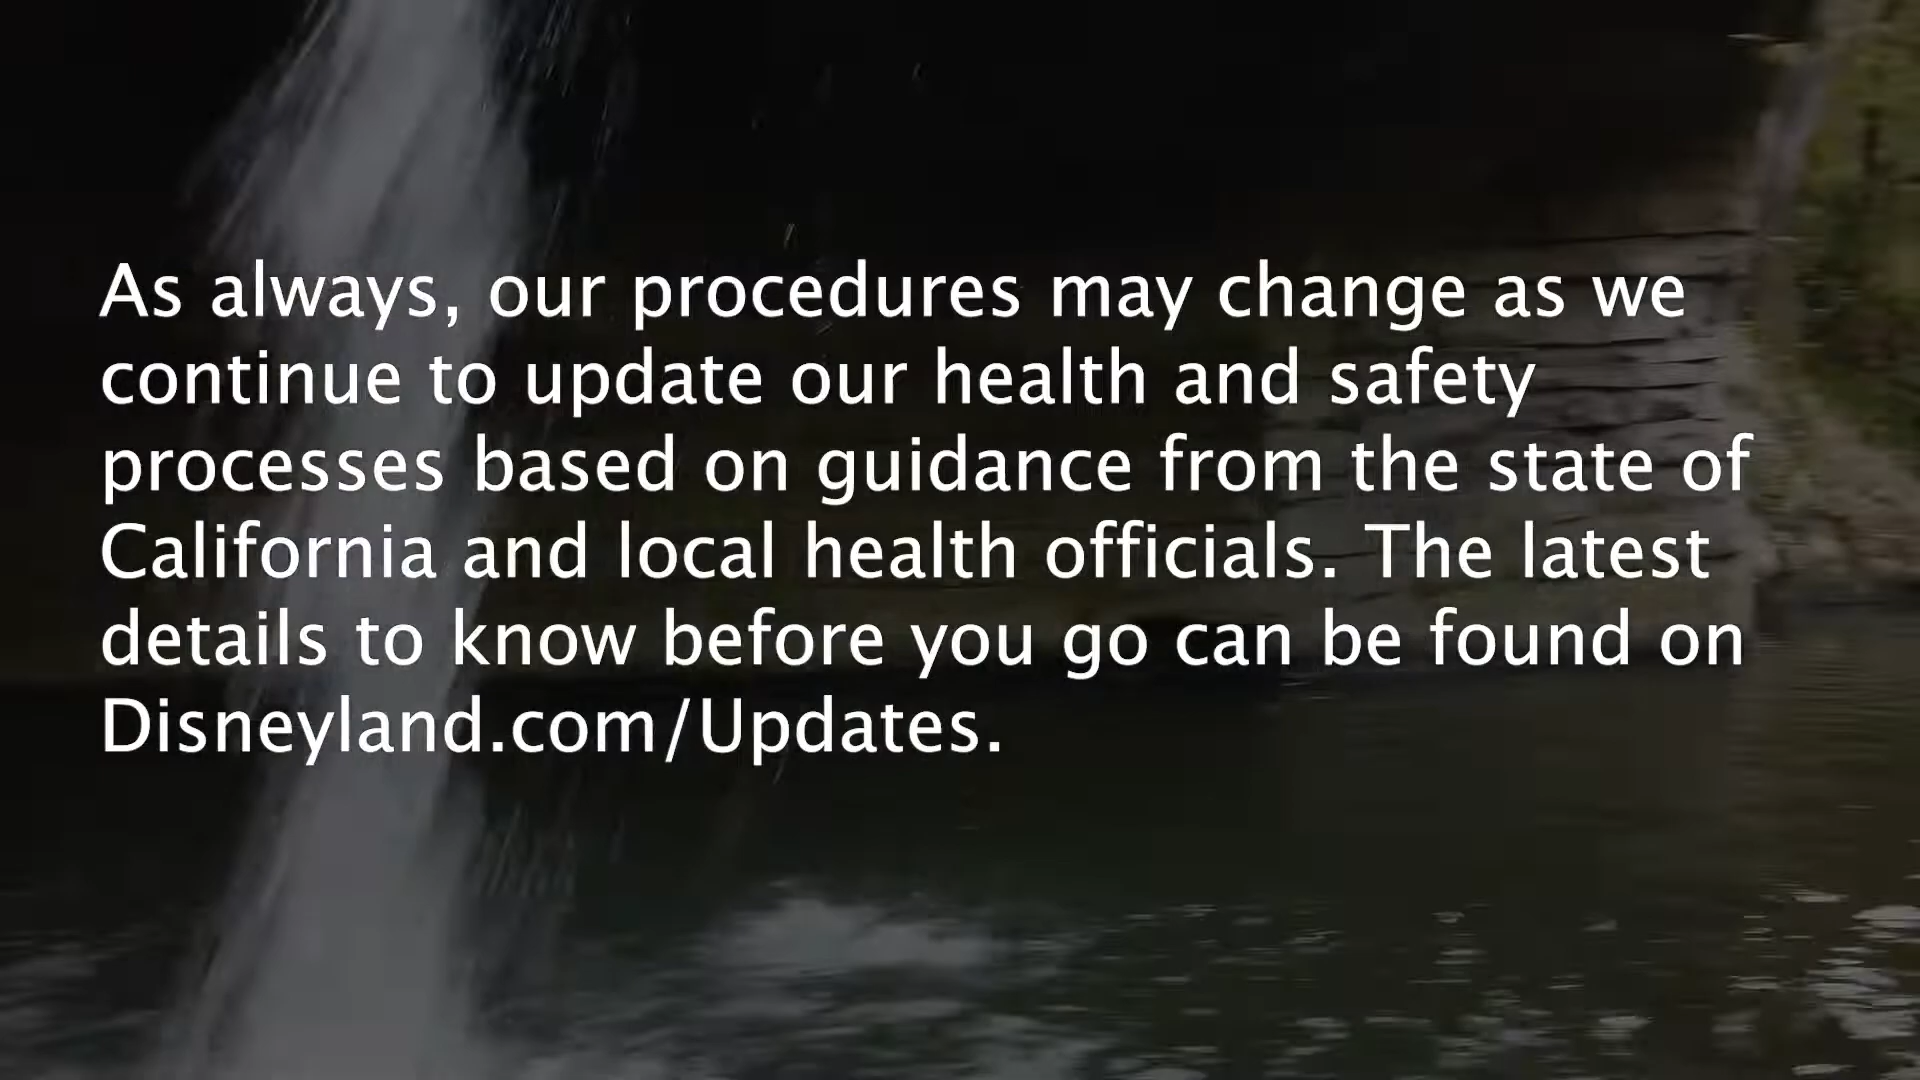 As always, our procedures may change as we
continue to update our health and safety
processes based on guidance from the state of
California and local health officials. The latest
details to know before you go can be found on
Disneyland.com/Updates.